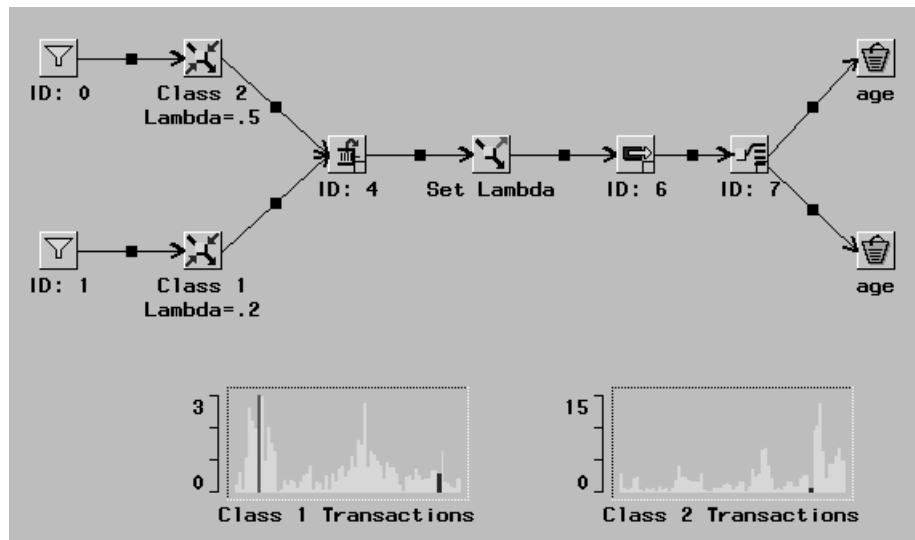 ID: 0
Class 2
Lambda=.5
age
ID: 4
Set Lambda
ID: 6
ID: 7
ID: 1
Class 1
Lambda=.2
age
3
0
Class 1 Transactions
15
0
Class 2 Transactions